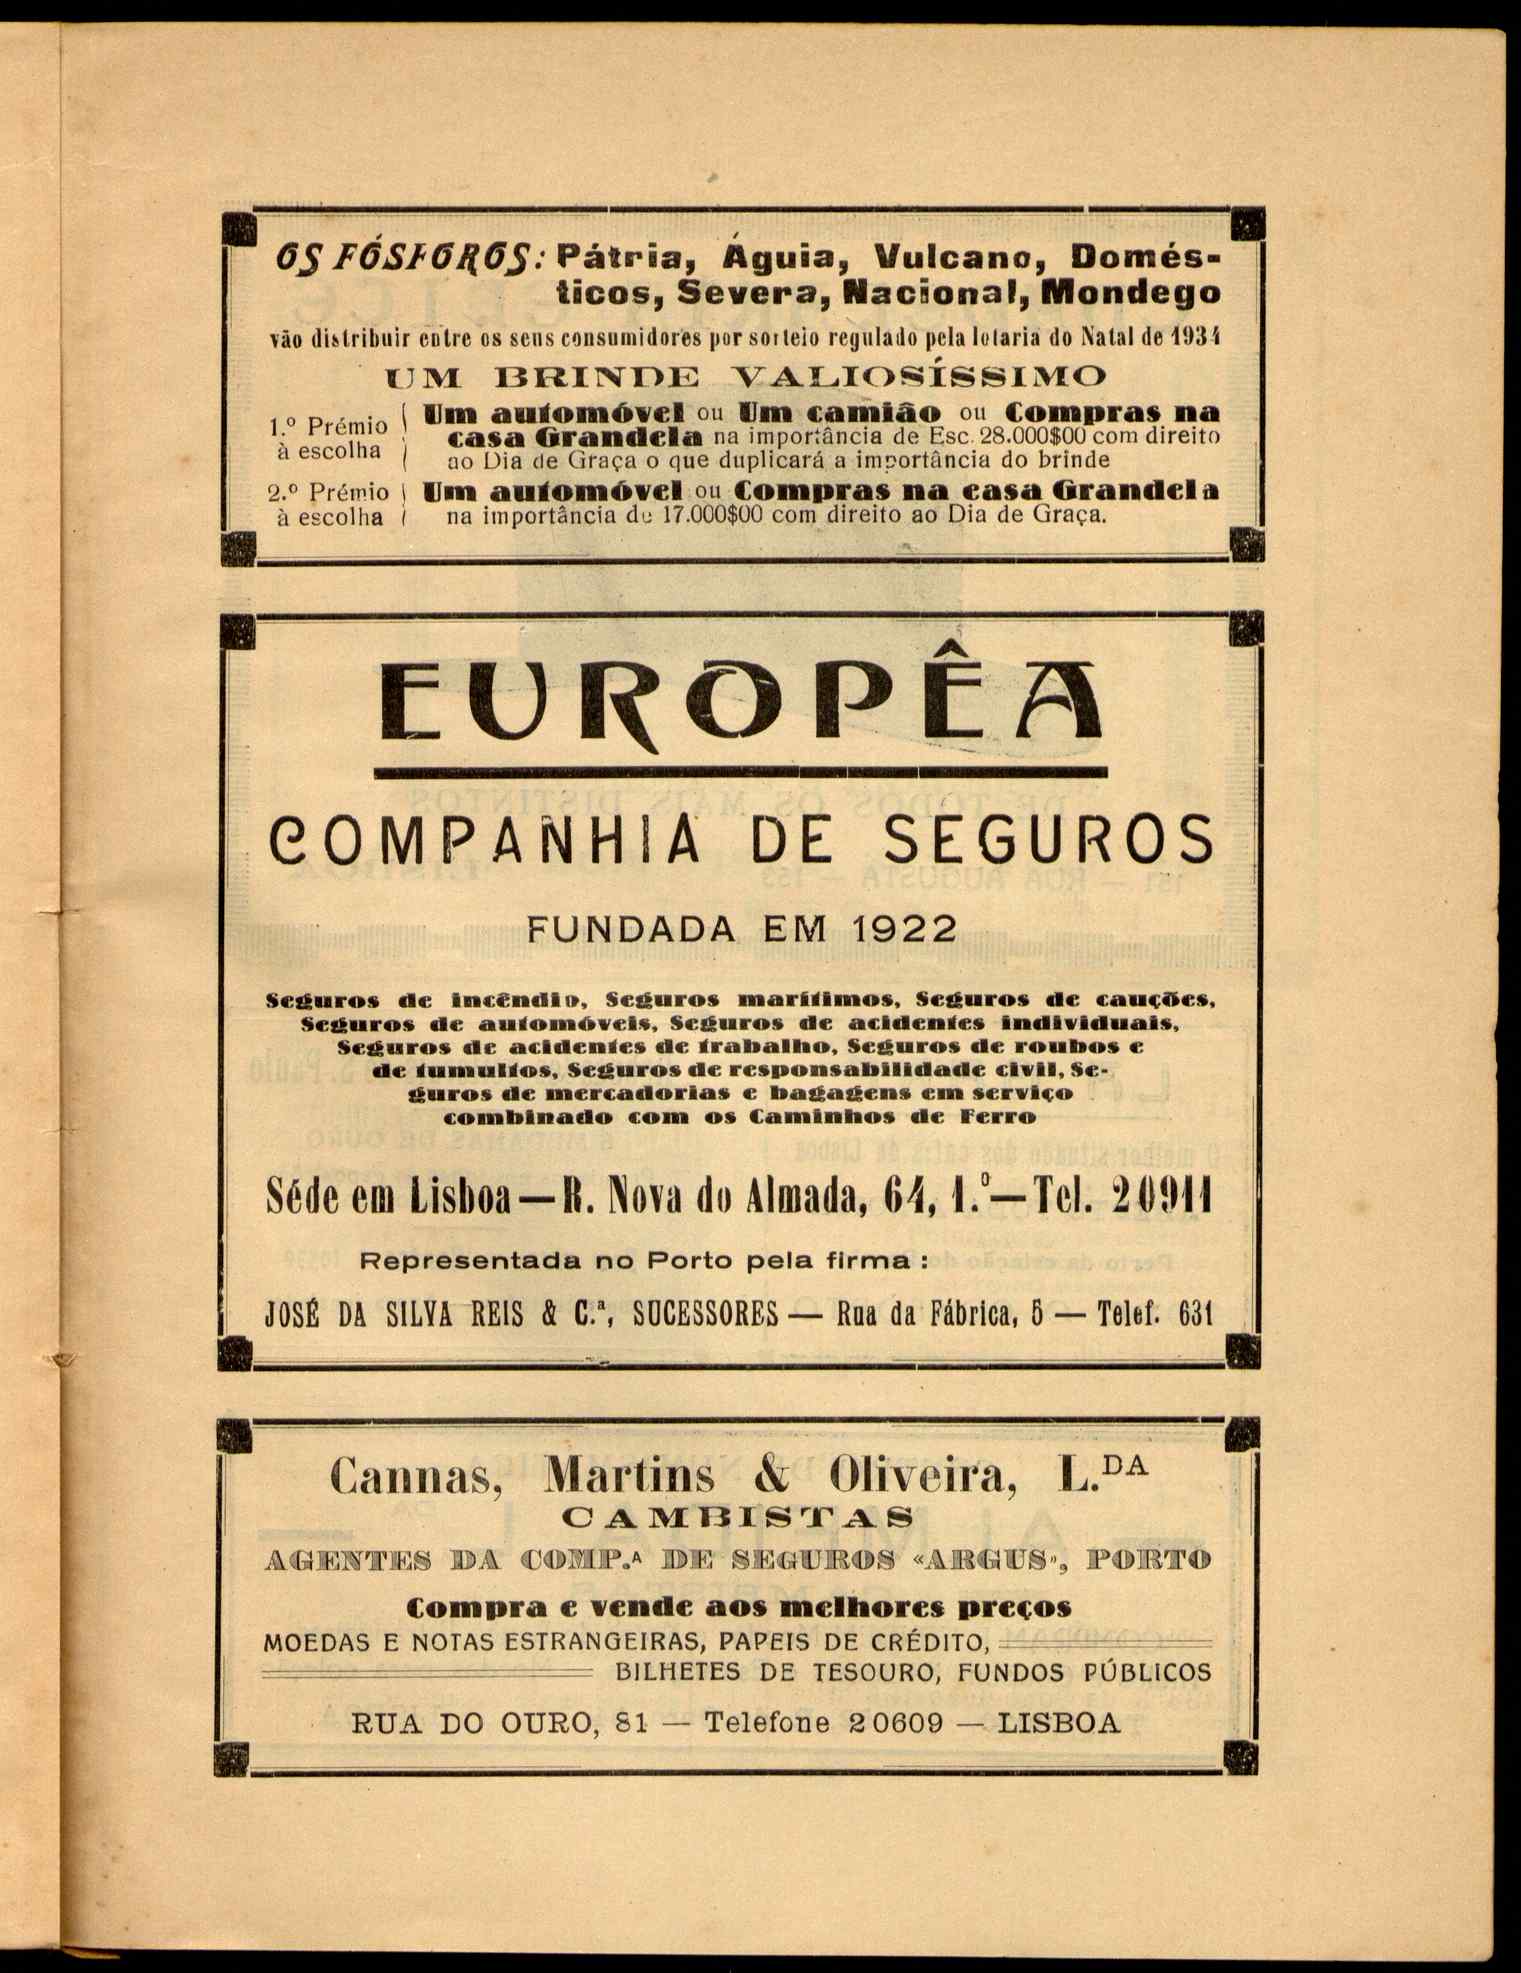 OS FÓSFOROS: Pátria, Águia, Vulcano, Domés-
ticos, Severa, Nacional, Mondego
vão distribuir entre os seus consumidores por sorteio regulado pela lotaria do Natal de 1934
UM BRINDE VALIOSÍSSIMO
1.º Prémio à escolha
Um automóvel ou Um camião ou Compras na
casa Grandela na importância de Esc. 28.000$00 com direito
ao Dia de Graça o que duplicará a importância do brinde
2.º Prémio à escolha
Um automóvel ou Compras na casa Grandela
na importância de 17.000$00 com direito ao Dia de Graça.
EUROPÊA
COMPANHIA DE SEGUROS
FUNDADA EM 1922
Seguros de incêndio, Seguros marítimos, Seguros de cauções,
Seguros de automóveis, Seguros de acidentes individuais,
Seguros de acidentes de trabalho, Seguros de roubos e
de tumultos, Seguros de responsabilidade civil, Se-
guros de mercadorias e bagagens em serviço
combinado com os Caminhos de Ferro
Séde em Lisboa—R. Nova do Almada, 64, 1.º—Tel. 20911
Representada no Porto pela firma:
JOSÉ DA SILVA REIS & C.ª, SUCESSORES — Rua da Fábrica, 5 — Telef. 631
Cannas, Martins & Oliveira, L.DA
CAMBISTAS
AGENTES DA COMP.A DE SEGUROS «ARGUS», PORTO
Compra e vende aos melhores preços
MOEDAS E NOTAS ESTRANGEIRAS, PAPEIS DE CRÉDITO,
BILHETES DE TESOURO, FUNDOS PÚBLICOS
RUA DO OURO, 81 — Telefone 20609 — LISBOA